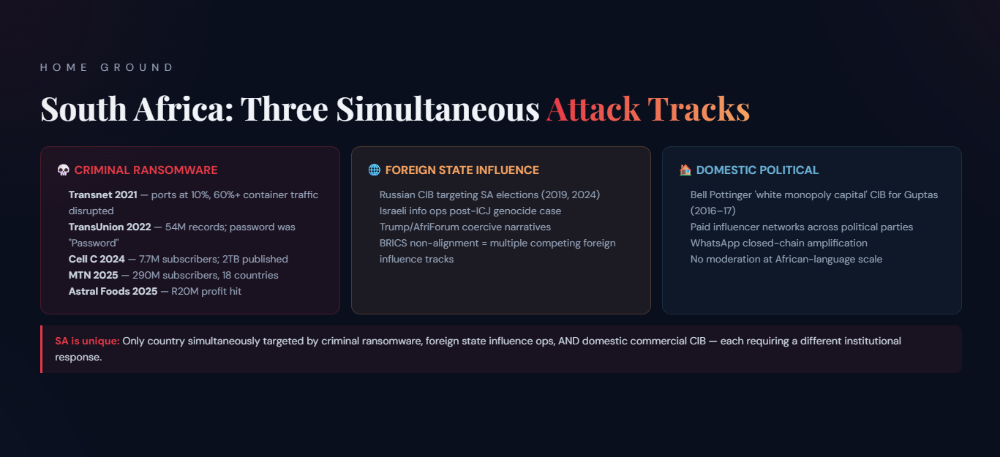 HOME GROUND
South Africa: Three Simultaneous Attack Tracks
CRIMINAL RANSOMWARE
Transnet 2021 — ports at 10%, 60%+ container traffic
disrupted
TransUnion 2022 — 54M records; password was
"Password"
Cell C 2024 — 7.7M subscribers; 2TB published
MTN 2025 — 290M subscribers, 18 countries
Astral Foods 2025 — R20M profit hit
FOREIGN STATE INFLUENCE
Russian CIB targeting SA elections (2019, 2024)
Israeli info ops post-ICJ genocide case
Trump/AfriForum coercive narratives
BRICS non-alignment = multiple competing foreign
influence tracks
DOMESTIC POLITICAL
Bell Pottinger 'white monopoly capital' CIB for Guptas
(2016–17)
Paid influencer networks across political parties
WhatsApp closed-chain amplification
No moderation at African-language scale
SA is unique: Only country simultaneously targeted by criminal ransomware, foreign state influence ops, AND domestic commercial CIB — each requiring a different institutional
response.